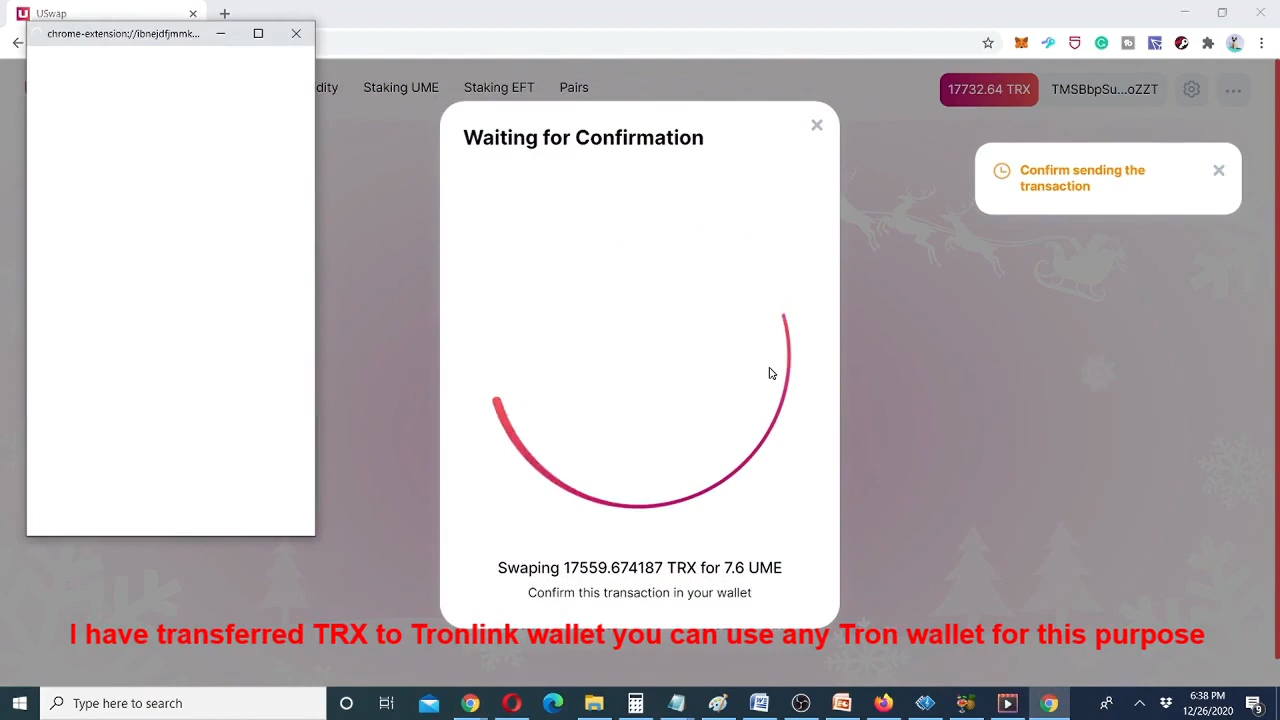 USwap
chrome-extension://ibnejdfjmmk...
dity
Staking UME
Staking EFT
Pairs
17732.64 TRX
TMSBbpSu...oZZT
Waiting for Confirmation
Confirm sending the
transaction
Swaping 17559.674187 TRX for 7.6 UME
Confirm this transaction in your wallet
I have transferred TRX to Tronlink wallet you can use any Tron wallet for this purpose
Type here to search
6:38 PM
12/26/2020